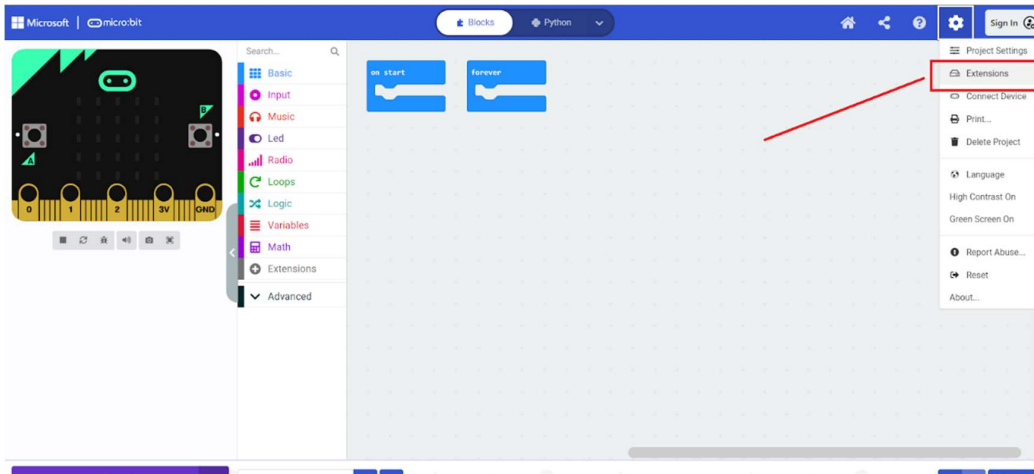 Microsoft | micro:bit
Blocks
Python
Sign In
Search...
Basic
Input
Music
Led
Radio
Loops
Logic
Variables
Math
Extensions
Advanced
on start
forever
Project Settings
Extensions
Connect Device
Print...
Delete Project
Language
High Contrast On
Green Screen On
Report Abuse...
Reset
About...
B
A
0
1
2
3V
GND